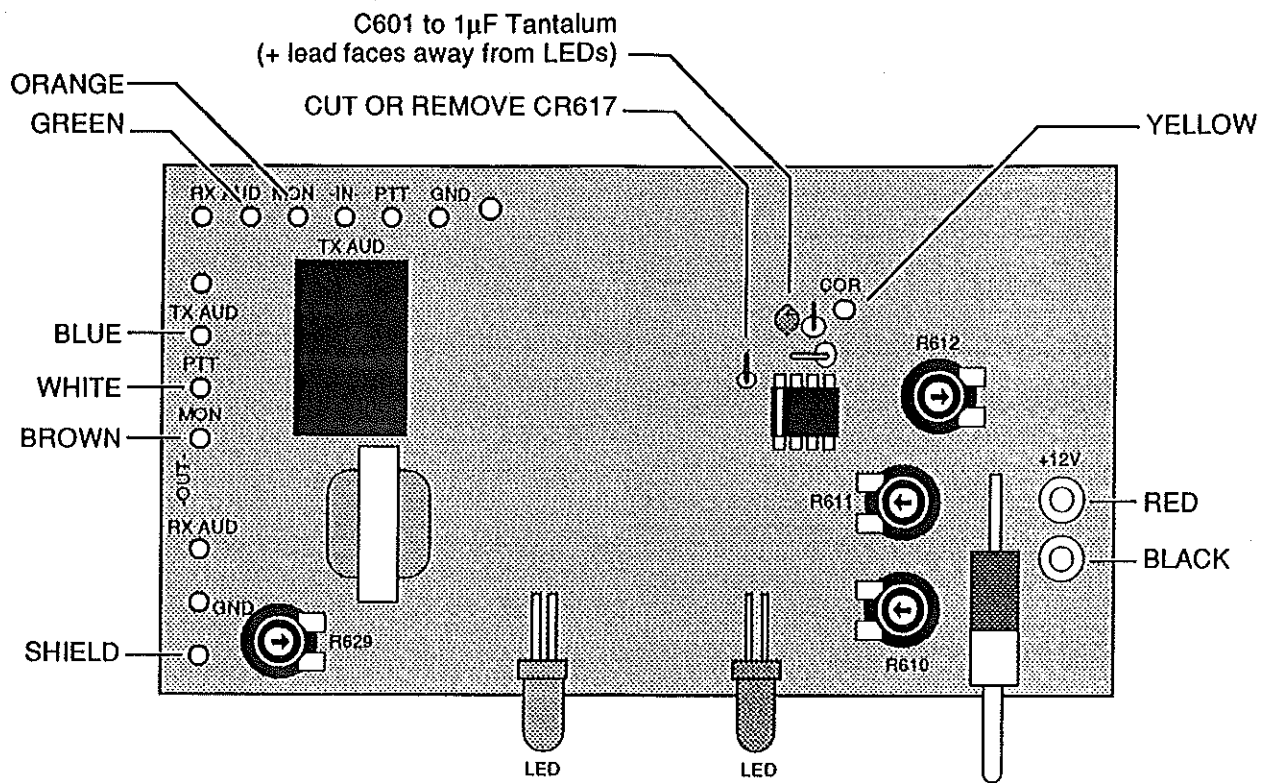 C601 to 1µF Tantalum
(+ lead faces away from LEDs)
ORANGE
CUT OR REMOVE CR617
GREEN
YELLOW
RX AUD MON -IN PTT GND
TX AUD
COR
TX AUD
BLUE
R612
PTT
WHITE
MON
BROWN
+12V
-OUT-
R611
RED
RX AUD
BLACK
GND
R629
SHIELD
R610
LED
LED